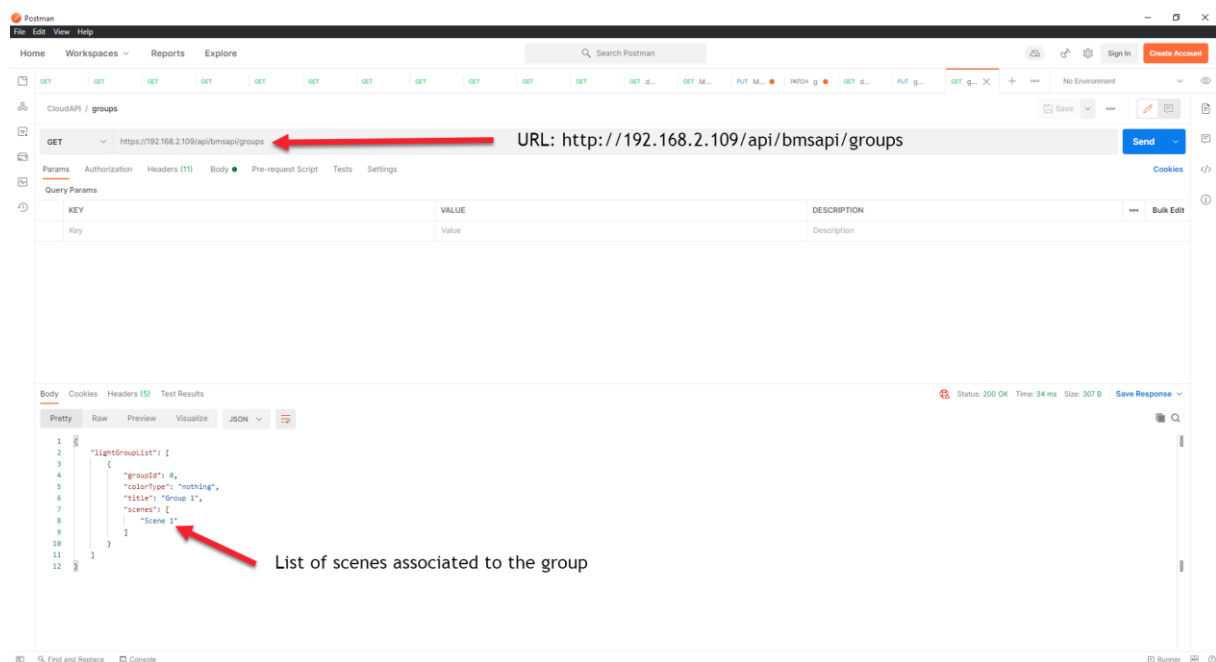 Postman
File Edit View Help
Home Workspaces Reports Explore
Search Postman
Sign In Create Account
GET GET GET GET GET GET GET GET GET GET GET GET d... GET M... PUT M... PATCH g GET d... PUT g... GET g... No Environment
CloudAPI / groups
Save
GET https://192.168.2.109/api/bmsapi/groups
URL: http://192.168.2.109/api/bmsapi/groups
Send
Params Authorization Headers (11) Body Pre-request Script Tests Settings Cookies
Query Params
KEY VALUE DESCRIPTION Bulk Edit
Key Value Description
Body Cookies Headers (5) Test Results
Status: 200 OK Time: 34 ms Size: 307 B Save Response
Pretty Raw Preview Visualize JSON
1 {
2 "lightGroupList": [
3 {
4 "groupId": 0,
5 "colorType": "nothing",
6 "title": "Group 1",
7 "scenes": [
8 "Scene 1"
9 ]
10 }
11 ]
12 }
List of scenes associated to the group
Find and Replace Console
Runner